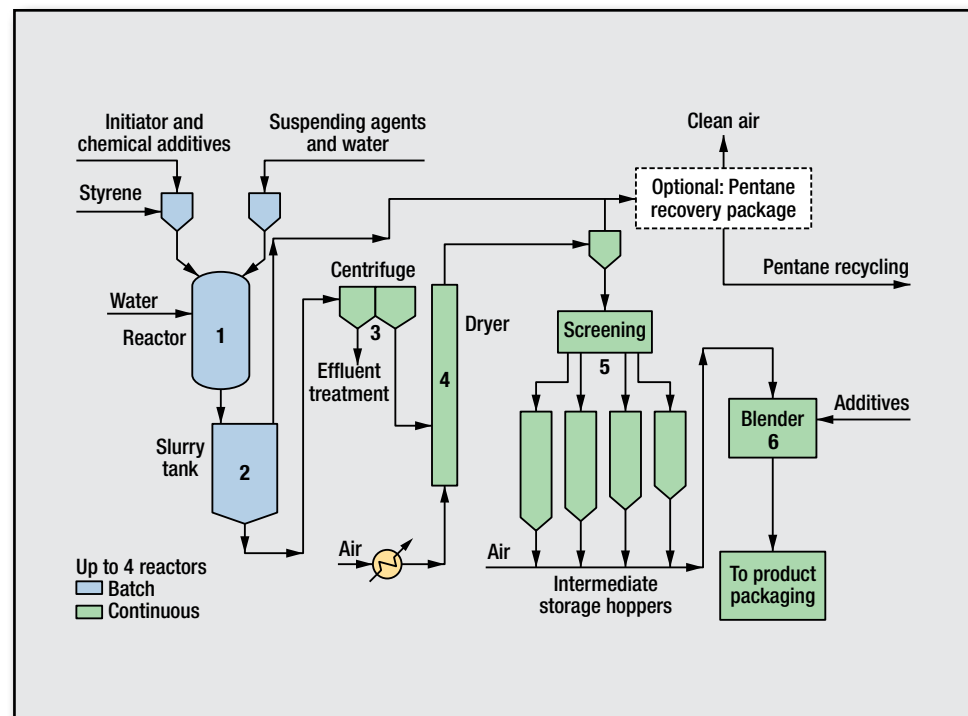 Initiator and
chemical additives
Suspending agents
and water
Clean air
Styrene
Optional: Pentane
recovery package
Pentane recycling
Centrifuge
Water
Reactor
1
3
Dryer
Screening
Effluent
treatment
4
5
Additives
Blender
6
Slurry
tank
2
Air
Air
Up to 4 reactors
Batch
Continuous
Intermediate
storage hoppers
To product
packaging